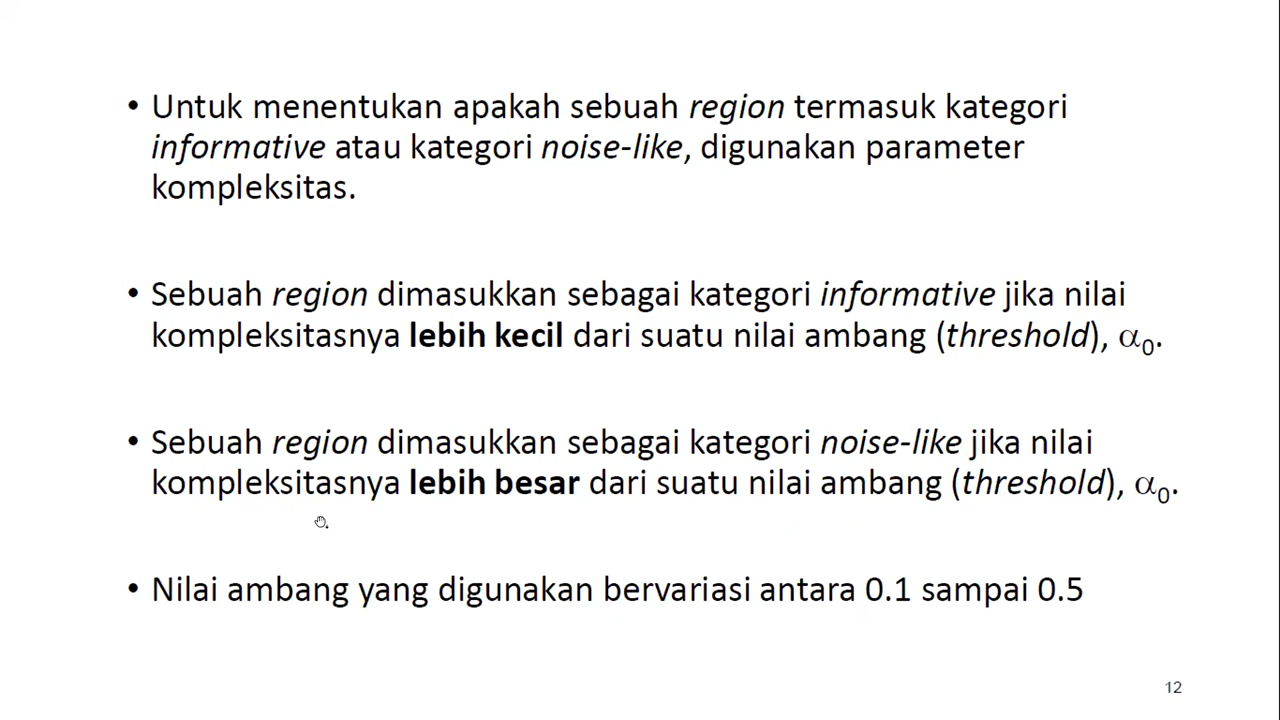 • Untuk menentukan apakah sebuah region termasuk kategori
informative atau kategori noise-like, digunakan parameter
kompleksitas.
• Sebuah region dimasukkan sebagai kategori informative jika nilai
kompleksitasnya lebih kecil dari suatu nilai ambang (threshold), α₀.
• Sebuah region dimasukkan sebagai kategori noise-like jika nilai
kompleksitasnya lebih besar dari suatu nilai ambang (threshold), α₀.
• Nilai ambang yang digunakan bervariasi antara 0.1 sampai 0.5
12